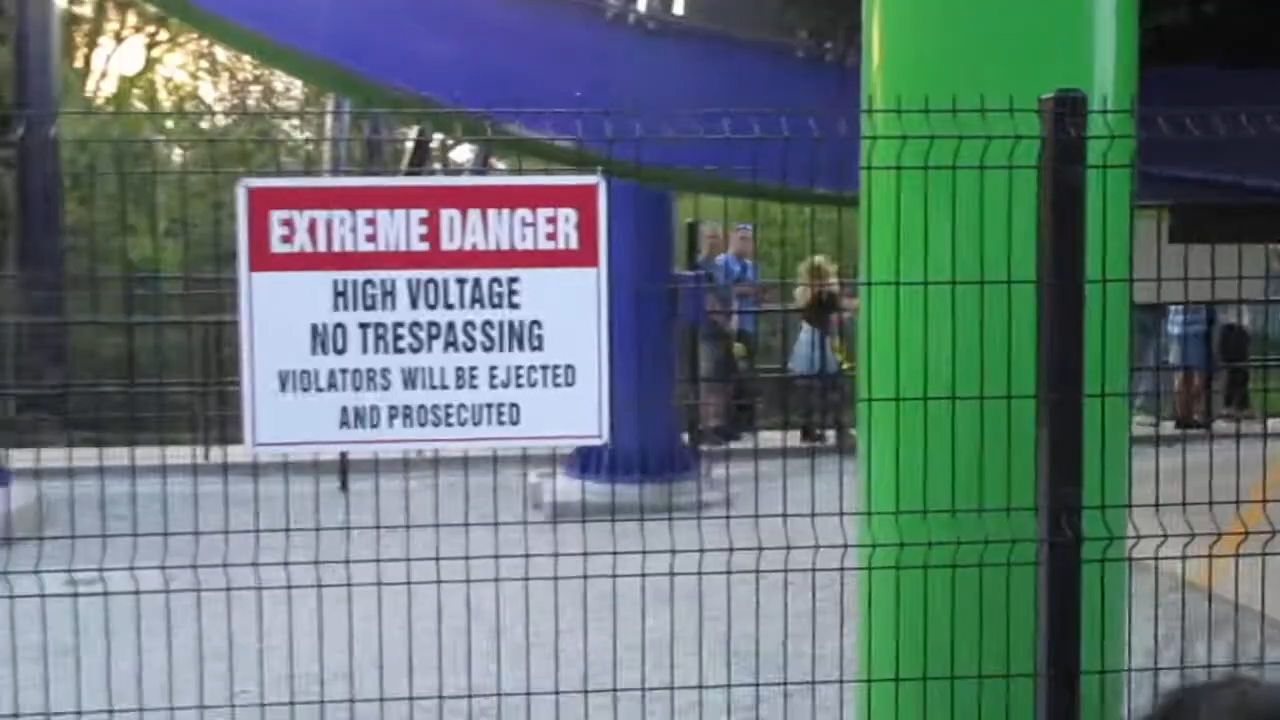 EXTREME DANGER
HIGH VOLTAGE
NO TRESPASSING
VIOLATORS WILL BE EJECTED
AND PROSECUTED